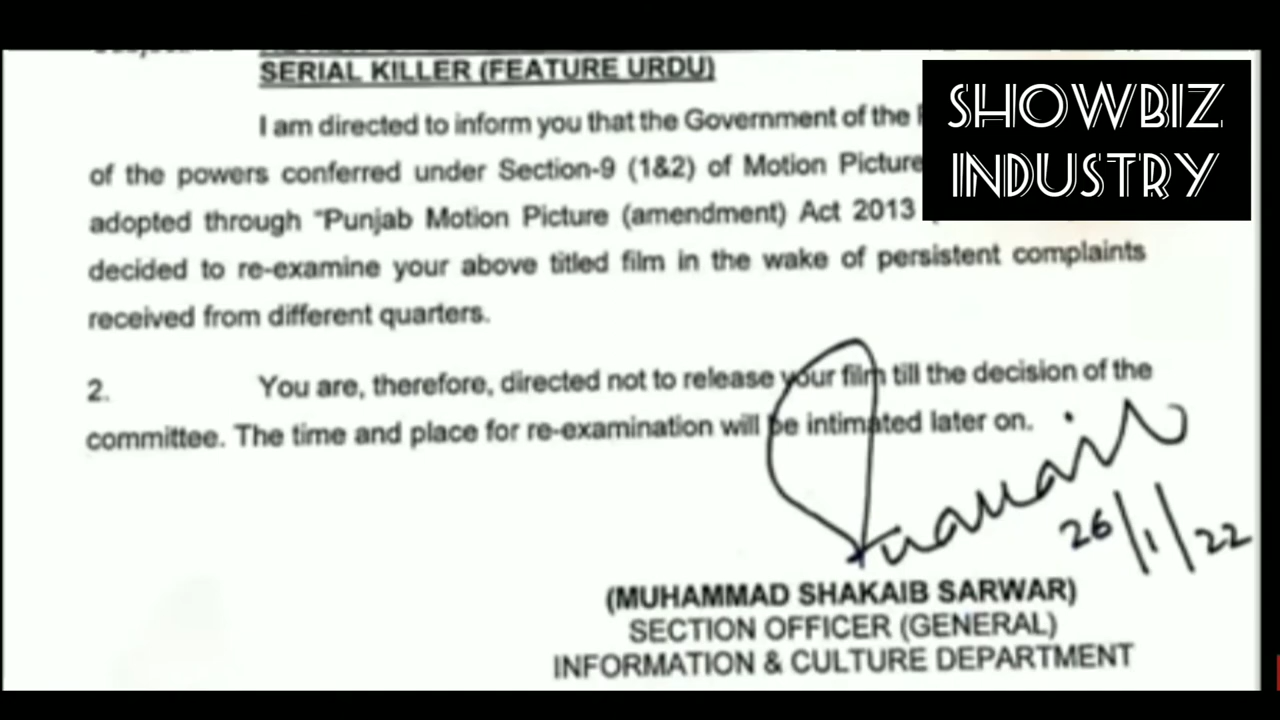 SERIAL KILLER (FEATURE URDU)
SHOWBIZ
INDUSTRY
I am directed to inform you that the Government of the
of the powers conferred under Section-9 (1&2) of Motion Picture
adopted through "Punjab Motion Picture (amendment) Act 2013
decided to re-examine your above titled film in the wake of persistent complaints
received from different quarters.
2. You are, therefore, directed not to release your film till the decision of the
committee. The time and place for re-examination will be intimated later on.
26/1/22
(MUHAMMAD SHAKAIB SARWAR)
SECTION OFFICER (GENERAL)
INFORMATION & CULTURE DEPARTMENT